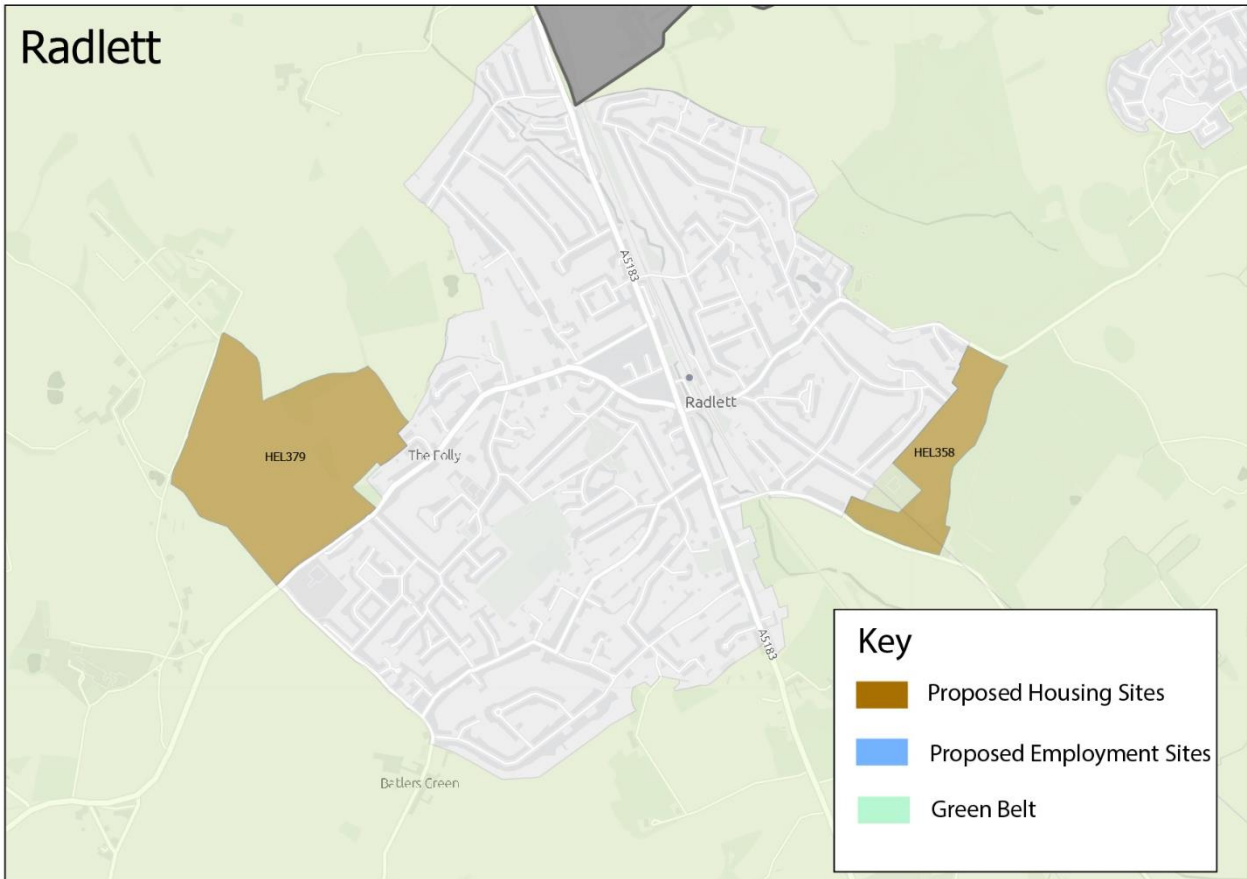 Radlett
A5183
Radlett
HEL379
The Folly
HEL358
A5183
Batlers Green
Key
Proposed Housing Sites
Proposed Employment Sites
Green Belt